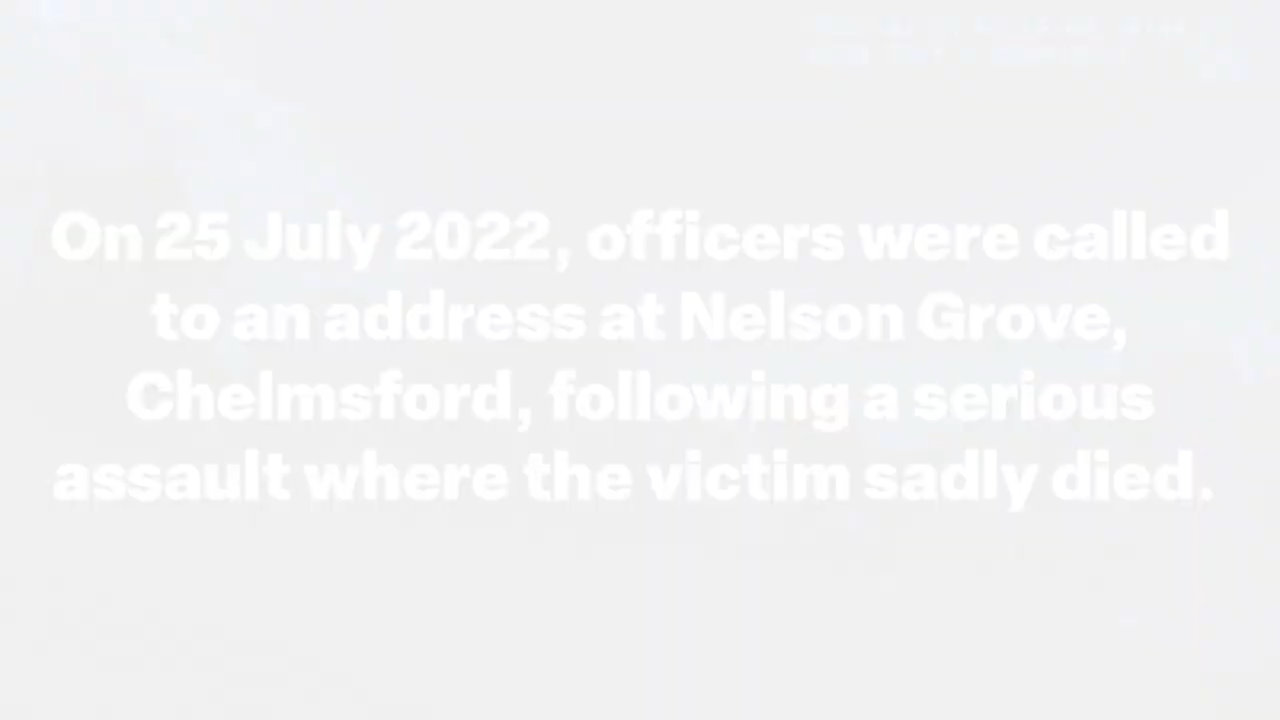 On 25 July 2022, officers were called
to an address at Nelson Grove,
Chelmsford, following a serious
assault where the victim sadly died.